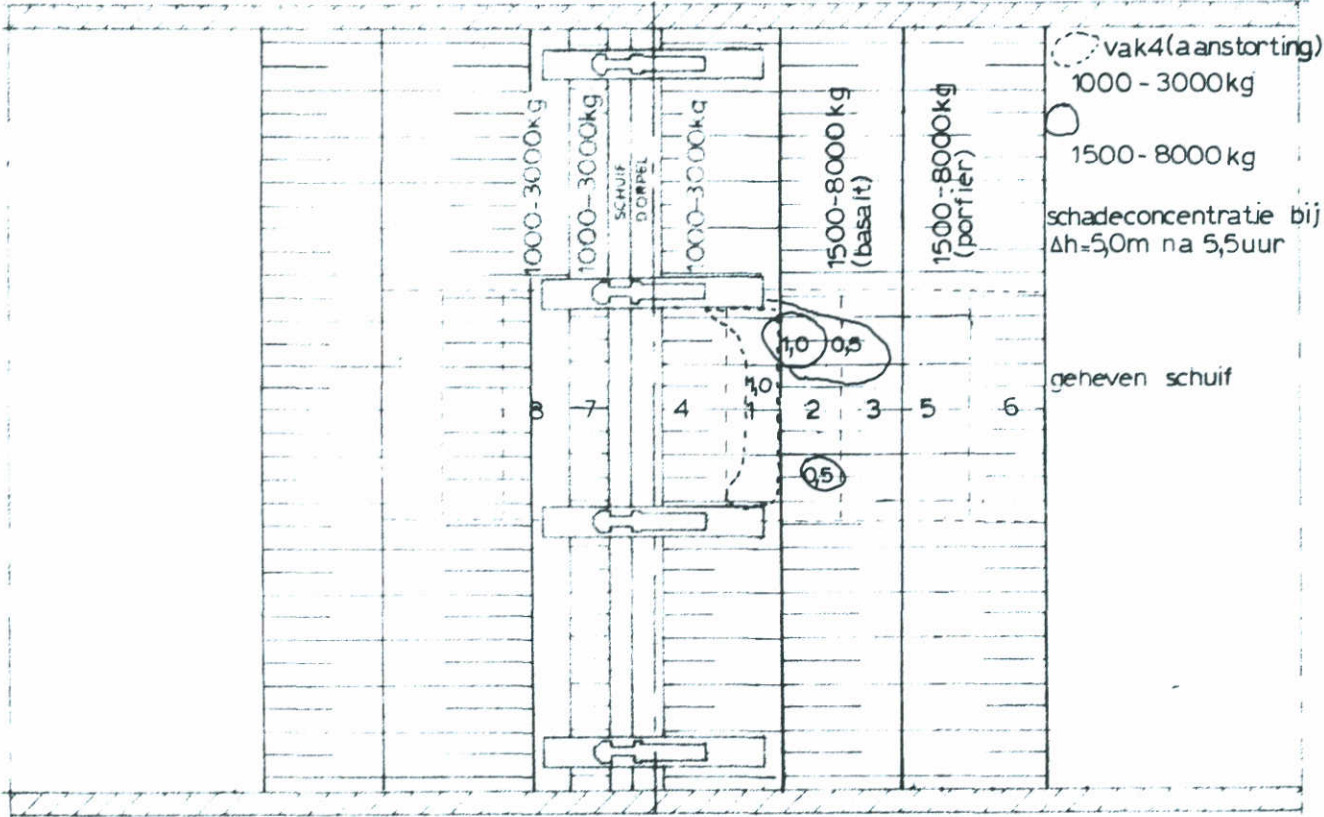 1000-3000kg
1000-3000kg
SCHUIF
DORPEL
1000-3000kg
1500-8000kg
(basalt)
1500-8000kg
(porfier)
vak4(aanstorting)
1000-3000kg
1500-8000kg
schadeconcentratie bij
Δh=5,0m na 5,5uur
geheven schuif
1,0 0,5
1,0
8 7 4 1 2 3 5 6
0,5